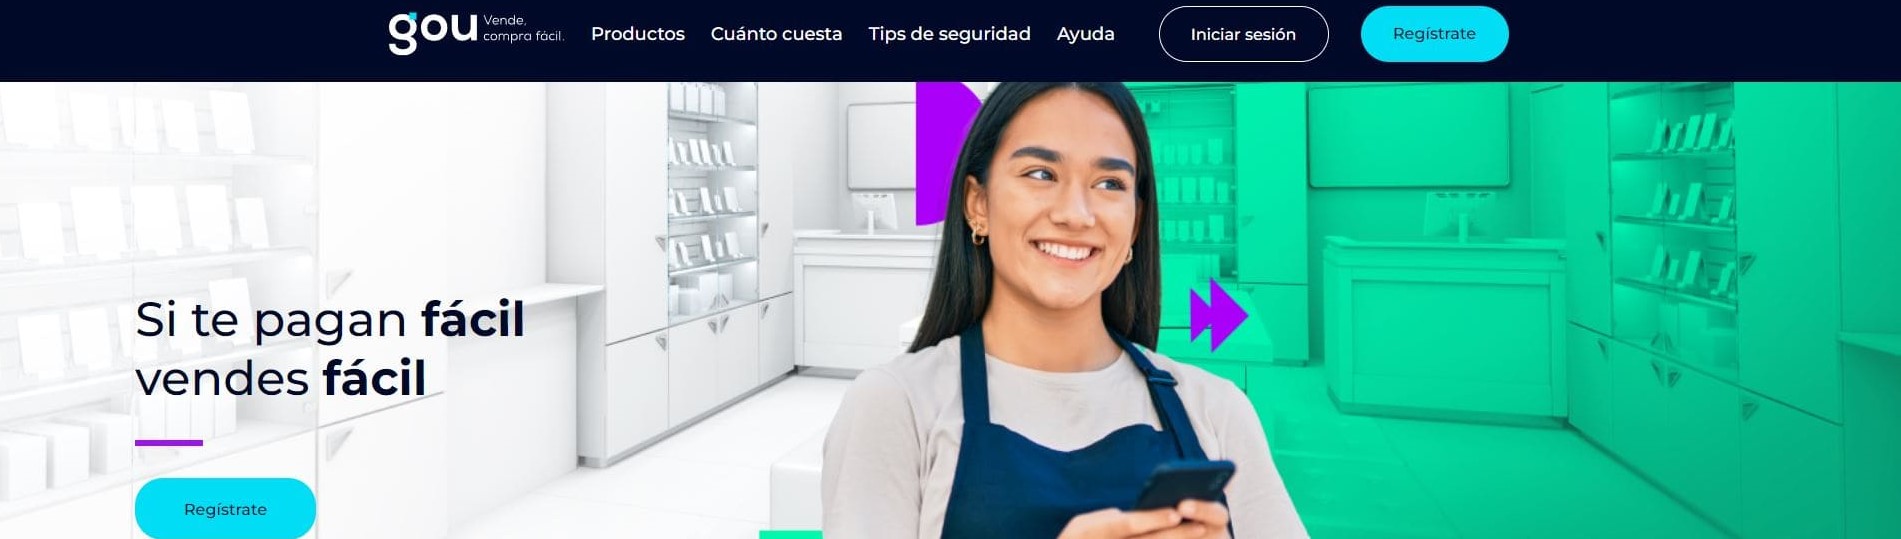 gou Vende,
compra fácil.
Productos
Cuánto cuesta
Tips de seguridad
Ayuda
Iniciar sesión
Regístrate
Si te pagan fácil
vendes fácil
Regístrate